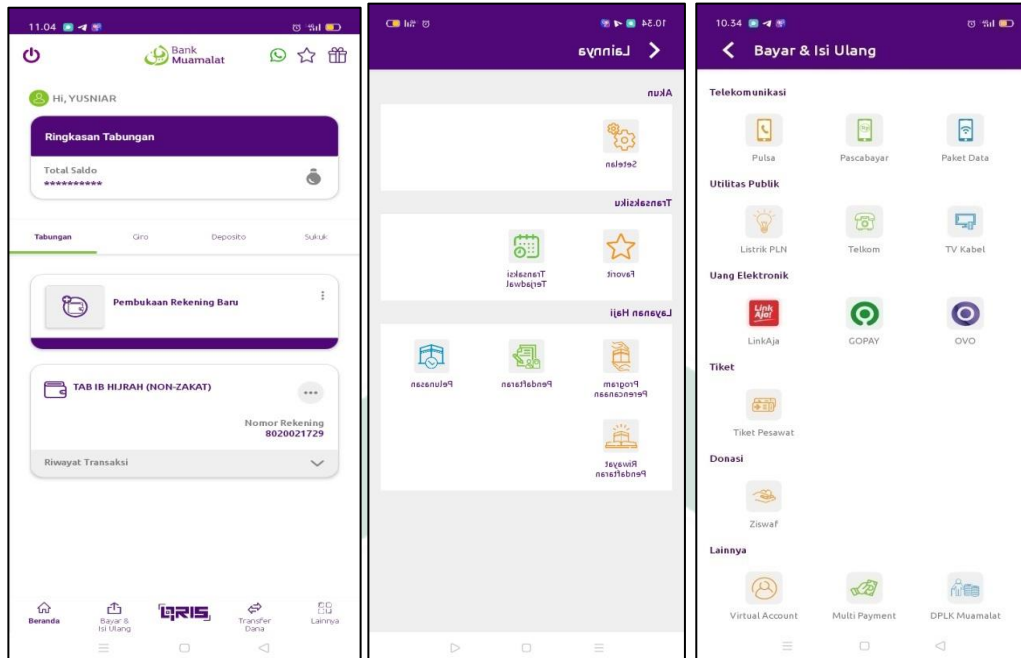 11.04
Bank
Muamalat
Hi, YUSNIAR
Ringkasan Tabungan
Total Saldo
**********
Tabungan Giro Deposito Sukuk
Pembukaan Rekening Baru
TAB IB HIJRAH (NON-ZAKAT)
Nomor Rekening
8020021729
Riwayat Transaksi
Beranda
Bayar &
Isi Ulang
QRIS
Transfer
Dana
Lainnya
10.34
Lainnya
Akun
Setelan
Transaksiku
Favorit
Transaksi
Terjadwal
Layanan Haji
Program
Perencanaan
Pendaftaran
Pelunasan
Riwayat
Pendaftaran
10.34
Bayar & Isi Ulang
Telekomunikasi
Pulsa Pascabayar Paket Data
Utilitas Publik
Listrik PLN Telkom TV Kabel
Uang Elektronik
Link
Aja!
LinkAja GOPAY OVO
Tiket
Tiket Pesawat
Donasi
Ziswaf
Lainnya
Virtual Account Multi Payment DPLK Muamalat